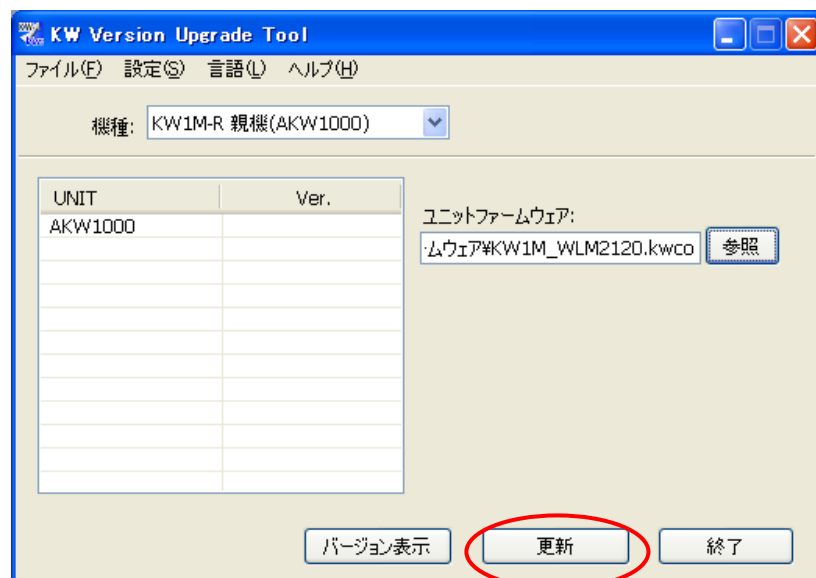 KW Version Upgrade Tool
ファイル(F) 設定(S) 言語(L) ヘルプ(H)
機種: KW1M-R 親機(AKW1000)
UNIT Ver.
AKW1000
ユニットファームウェア:
ムウェア¥KW1M_WLM2120.kwco 参照
バージョン表示 更新 終了